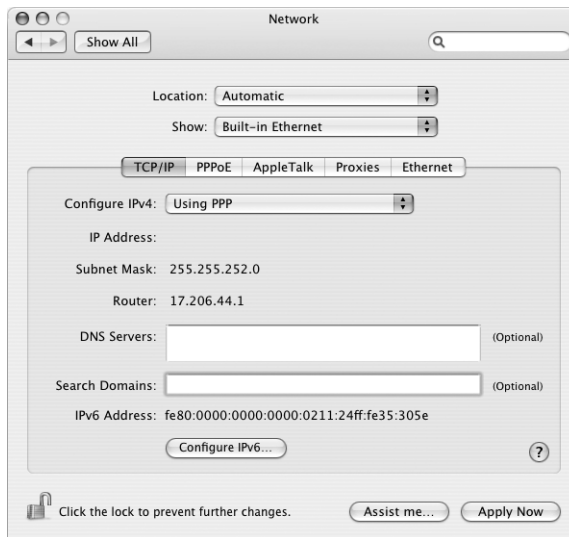 Network
Show All
Location: Automatic
Show: Built-in Ethernet
TCP/IP PPPoE AppleTalk Proxies Ethernet
Configure IPv4: Using PPP
IP Address:
Subnet Mask: 255.255.252.0
Router: 17.206.44.1
DNS Servers: (Optional)
Search Domains: (Optional)
IPv6 Address: fe80:0000:0000:0000:0211:24ff:fe35:305e
Configure IPv6...
?
Click the lock to prevent further changes. Assist me... Apply Now